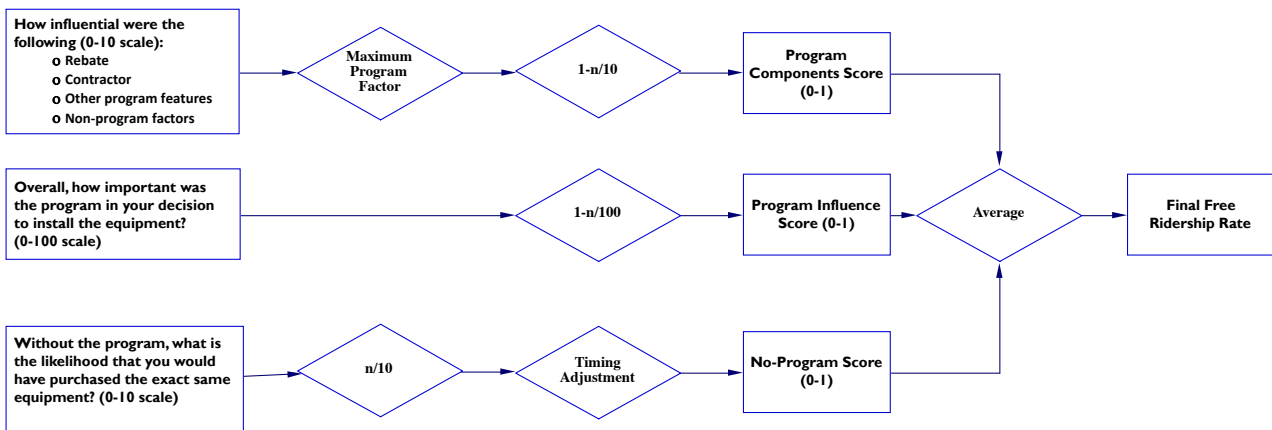 How influential were the
following (0-10 scale):
o Rebate
o Contractor
o Other program features
o Non-program factors
Maximum
Program
Factor
1-n/10
Program
Components Score
(0-1)
Overall, how important was
the program in your decision
to install the equipment?
(0-100 scale)
1-n/100
Program Influence
Score (0-1)
Average
Final Free
Ridership Rate
Without the program, what is
the likelihood that you would
have purchased the exact same
equipment? (0-10 scale)
n/10
Timing
Adjustment
No-Program Score
(0-1)